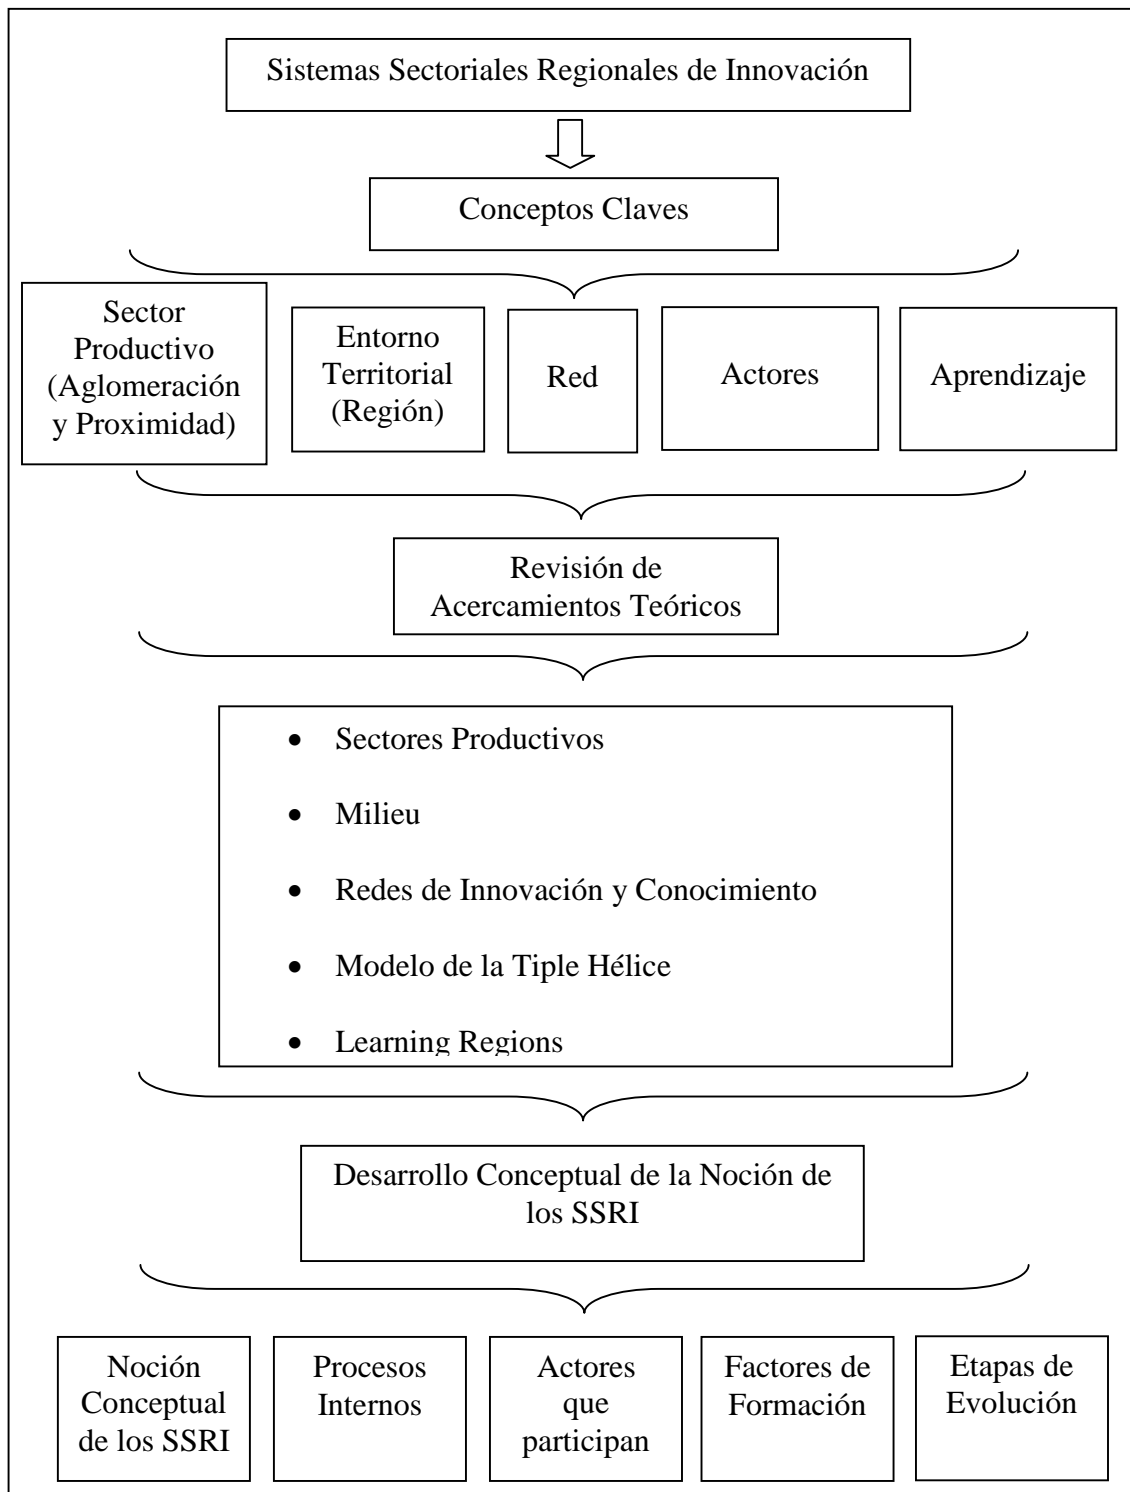 Sistemas Sectoriales Regionales de Innovación
Conceptos Claves
Sector
Productivo
(Aglomeración
y Proximidad)
Entorno
Territorial
(Región)
Red
Actores
Aprendizaje
Revisión de
Acercamientos Teóricos
• Sectores Productivos
• Milieu
• Redes de Innovación y Conocimiento
• Modelo de la Tiple Hélice
• Learning Regions
Desarrollo Conceptual de la Noción de
los SSRI
Noción
Conceptual
de los SSRI
Procesos
Internos
Actores
que
participan
Factores de
Formación
Etapas de
Evolución